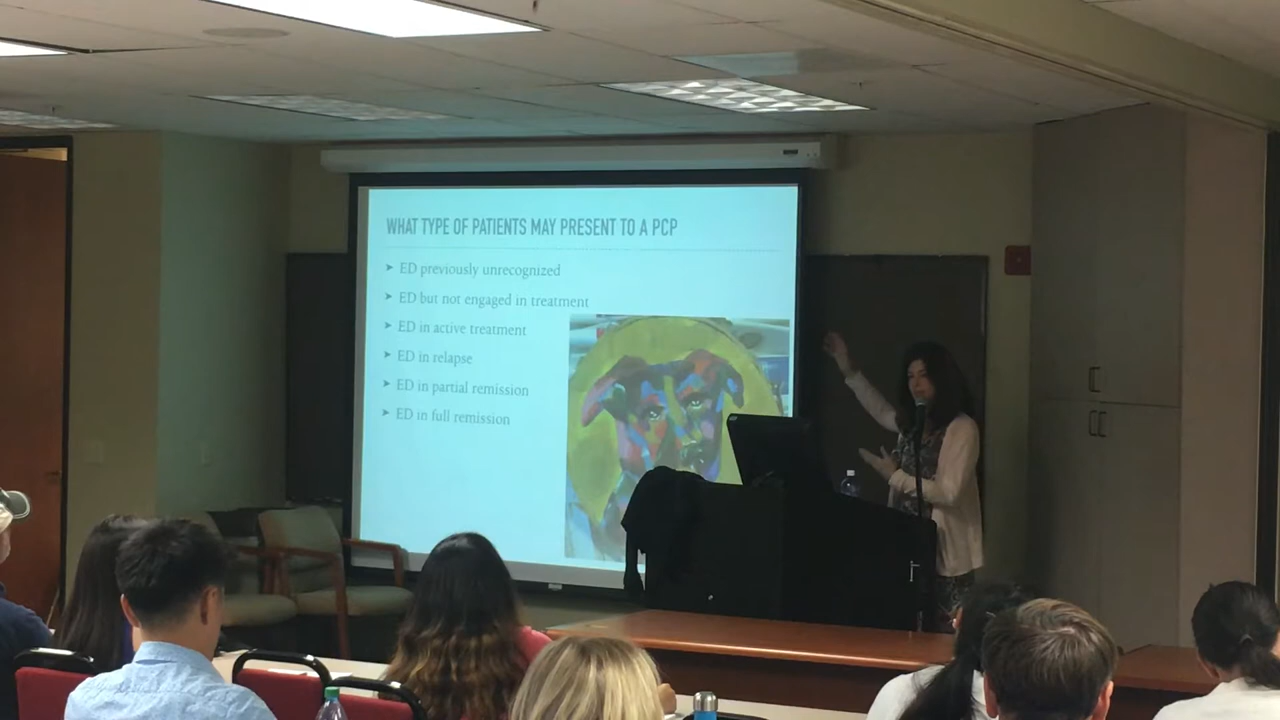 WHAT TYPE OF PATIENTS MAY PRESENT TO A PCP
➤ ED previously unrecognized
➤ ED but not engaged in treatment
➤ ED in active treatment
➤ ED in relapse
➤ ED in partial remission
➤ ED in full remission